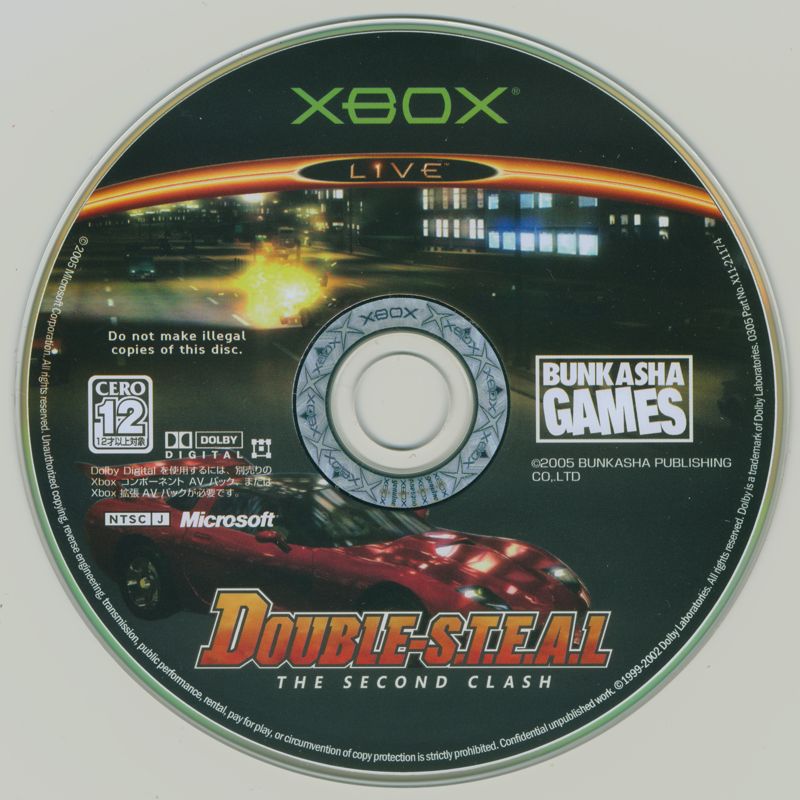 XBOX®
LIVE™
© 2005 Microsoft Corporation. All rights reserved. Unauthorized copying, reverse engineering, transmission, public performance, rental, pay for play, or circumvention of copy protection is strictly prohibited. Confidential unpublished work. ©1999-2002 Dolby Laboratories. All rights reserved. Dolby is a trademark of Dolby Laboratories. 0305 Part No. X11-21174
XBOX
Do not make illegal
copies of this disc.
CERO
12
12才以上対象
DOLBY
DIGITAL
Dolby Digital を使用するには、別売りの
Xbox コンポーネント AV パック、または
Xbox 拡張 AV パックが必要です。
NTSC J
Microsoft
BUNKASHA
GAMES
©2005 BUNKASHA PUBLISHING
CO,.LTD
DOUBLE-S.T.E.A.L
THE SECOND CLASH